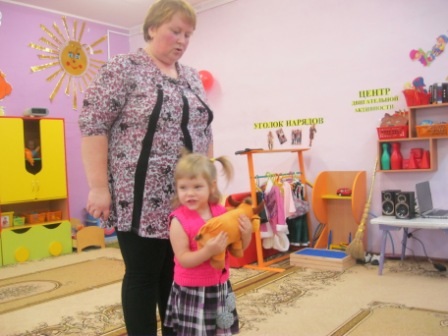 УГОЛОК НАРЯДОВ
ЦЕНТР
ДВИГАТЕЛЬНОЙ
АКТИВНОСТИ